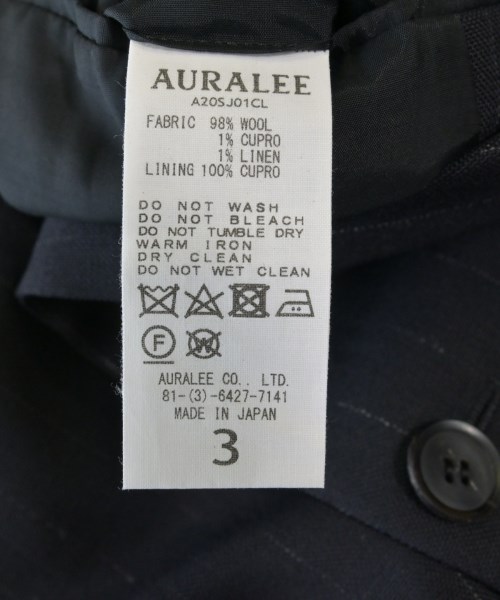 AURALEE
A20SJ01CL
FABRIC 98% WOOL
1% CUPRO
1% LINEN
LINING 100% CUPRO
DO NOT WASH
DO NOT BLEACH
DO NOT TUMBLE DRY
WARM IRON
DRY CLEAN
DO NOT WET CLEAN
F W
AURALEE CO., LTD.
81-(3)-6427-7141
MADE IN JAPAN
3